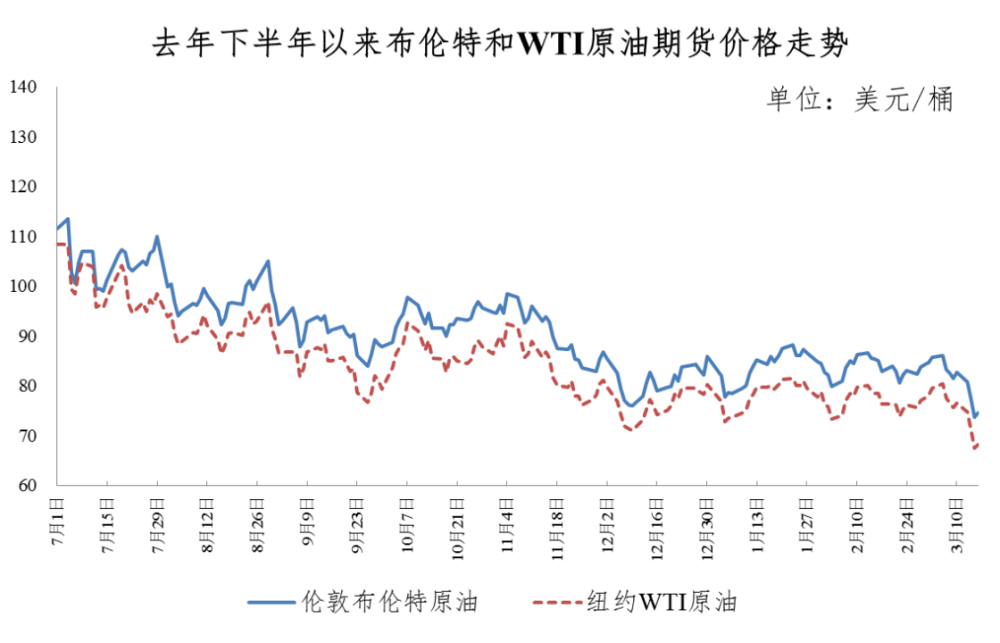 去年下半年以来布伦特和WTI原油期货价格走势
单位：美元/桶
140
130
120
110
100
90
80
70
60
7月1日
7月15日
7月29日
8月12日
8月26日
9月9日
9月23日
10月7日
10月21日
11月4日
11月18日
12月2日
12月16日
12月30日
1月13日
1月27日
2月10日
2月24日
3月10日
伦敦布伦特原油
纽约WTI原油